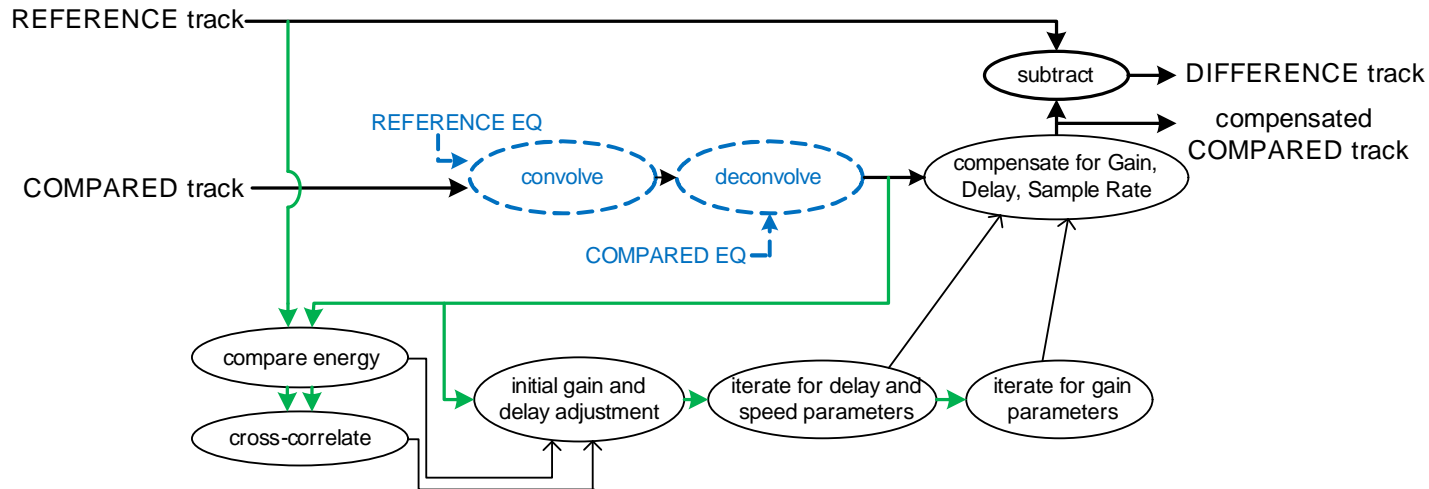 REFERENCE track
subtract
DIFFERENCE track
REFERENCE EQ
compensated
COMPARED track
COMPARED track
convolve
deconvolve
compensate for Gain,
Delay, Sample Rate
COMPARED EQ
compare energy
cross-correlate
initial gain and
delay adjustment
iterate for delay and
speed parameters
iterate for gain
parameters